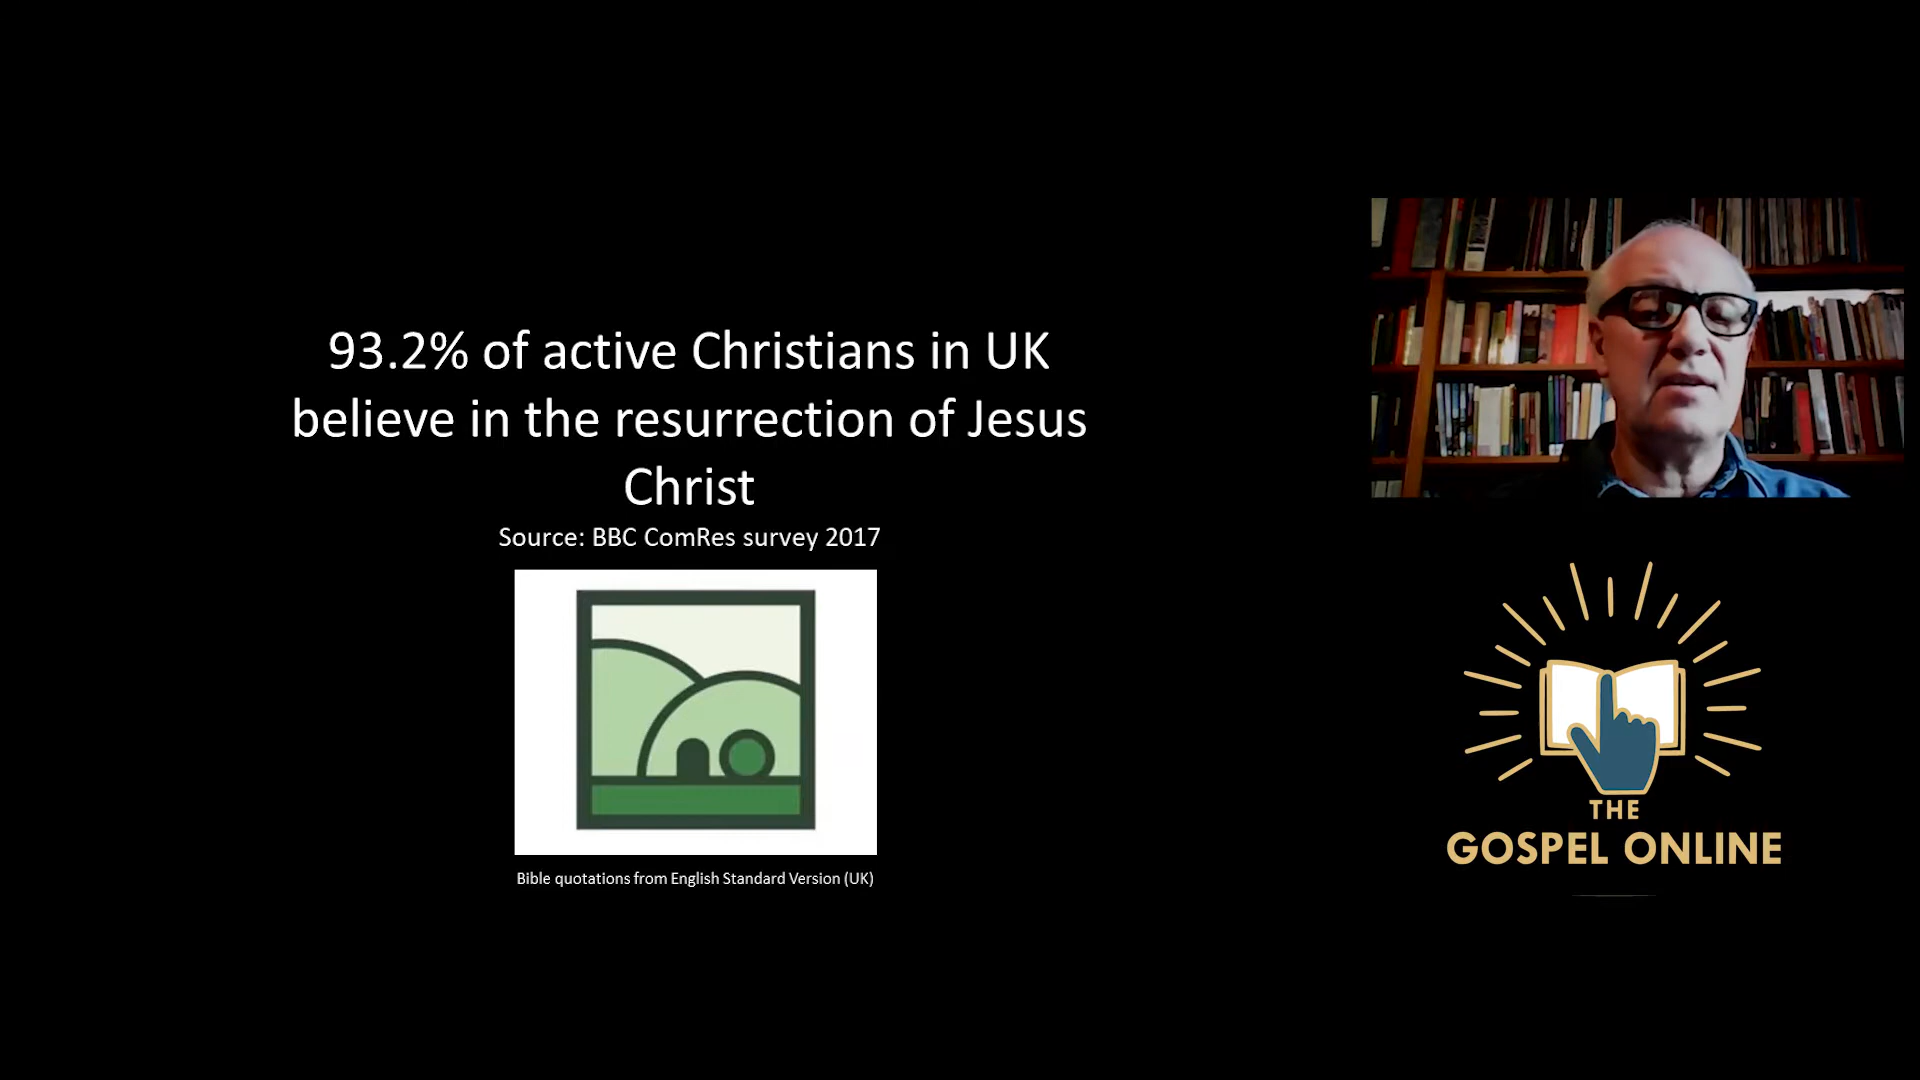 93.2% of active Christians in UK
believe in the resurrection of Jesus
Christ
Source: BBC ComRes survey 2017
Bible quotations from English Standard Version (UK)
THE
GOSPEL ONLINE